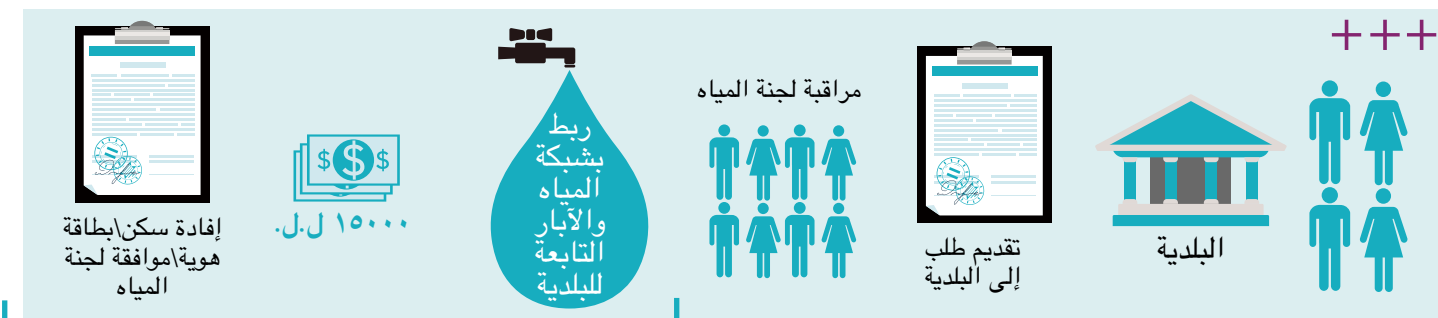 +++
البلدية
تقديم طلب
إلى البلدية
مراقبة لجنة المياه
ربط
بشبكة
المياه
والآبار
التابعة
للبلدية
$ $ $
١٥٠٠٠ ل.ل.
إفادة سكن\بطاقة
هوية\موافقة لجنة
المياه